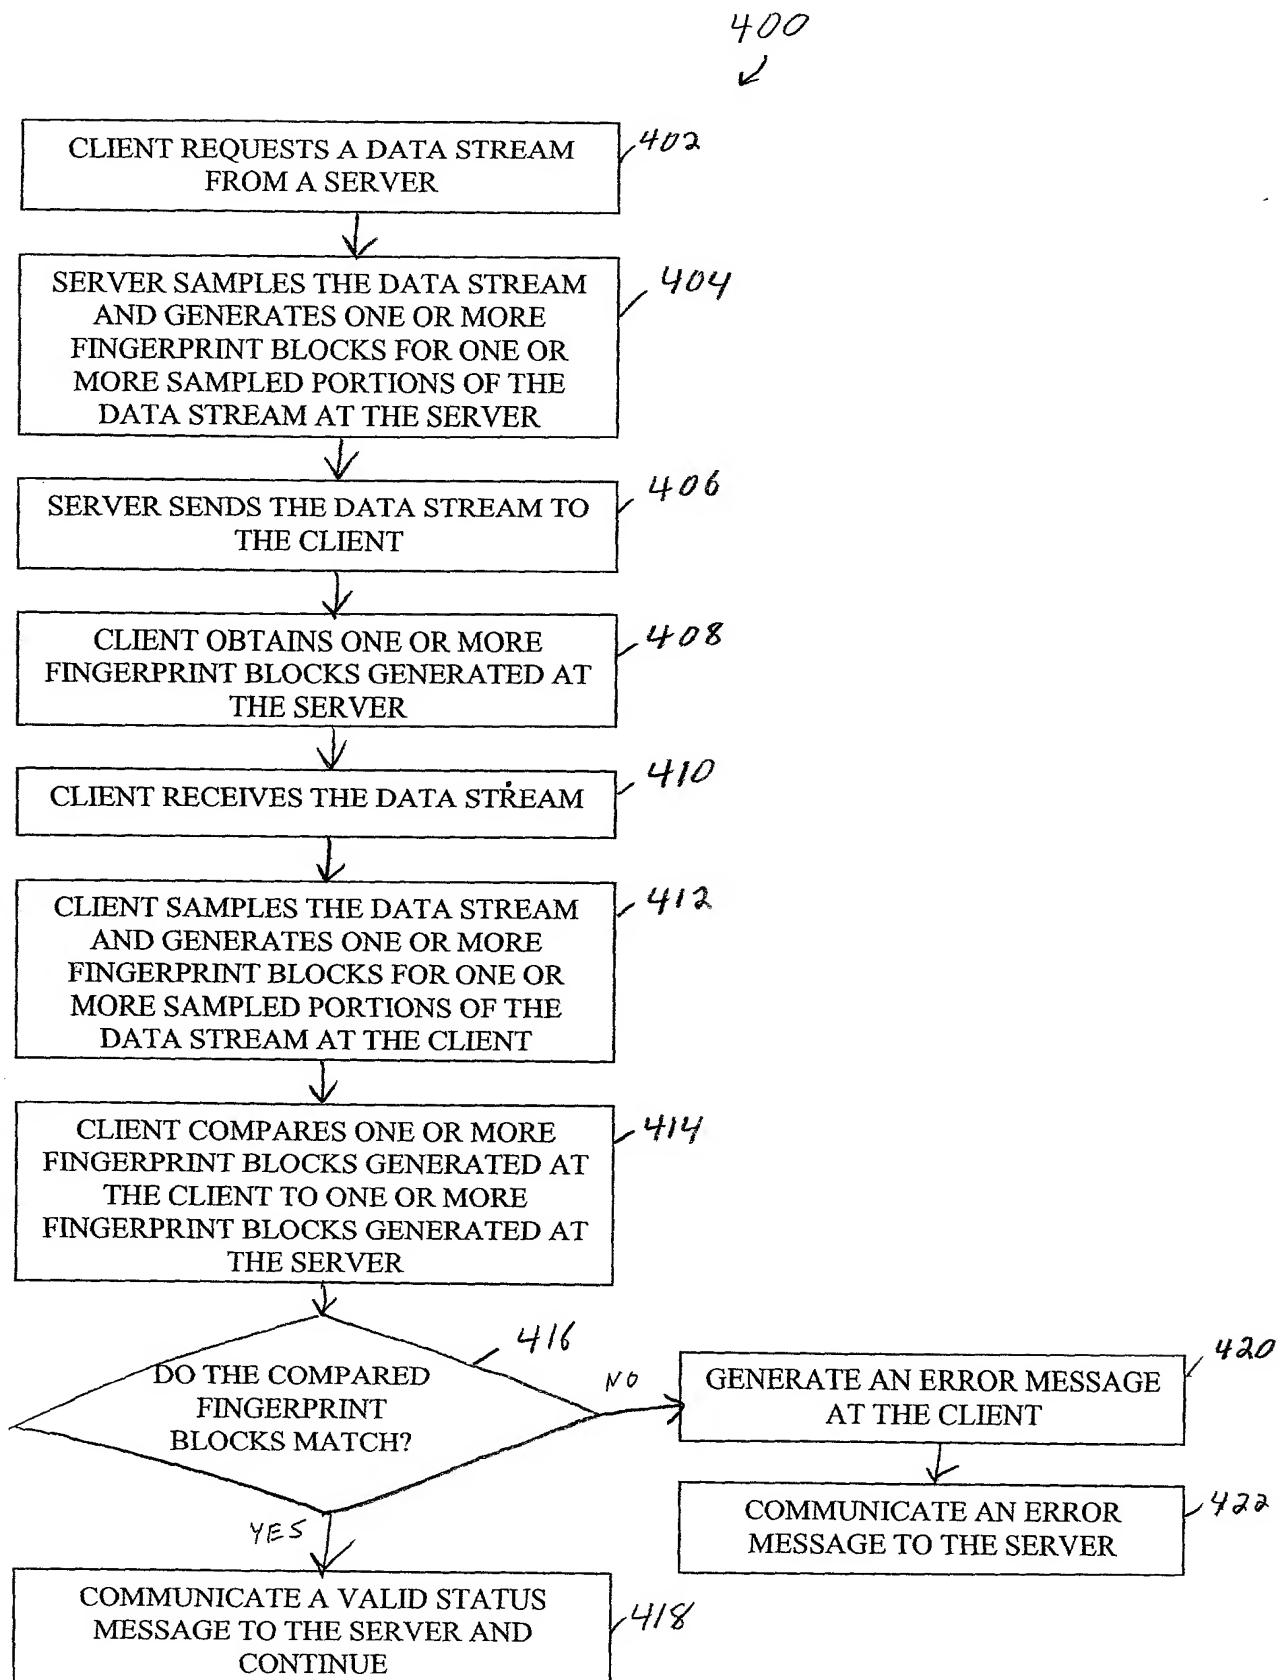 400
CLIENT REQUESTS A DATA STREAM
FROM A SERVER
402
SERVER SAMPLES THE DATA STREAM
AND GENERATES ONE OR MORE
FINGERPRINT BLOCKS FOR ONE OR
MORE SAMPLED PORTIONS OF THE
DATA STREAM AT THE SERVER
404
SERVER SENDS THE DATA STREAM TO
THE CLIENT
406
CLIENT OBTAINS ONE OR MORE
FINGERPRINT BLOCKS GENERATED AT
THE SERVER
408
CLIENT RECEIVES THE DATA STREAM
410
CLIENT SAMPLES THE DATA STREAM
AND GENERATES ONE OR MORE
FINGERPRINT BLOCKS FOR ONE OR
MORE SAMPLED PORTIONS OF THE
DATA STREAM AT THE CLIENT
412
CLIENT COMPARES ONE OR MORE
FINGERPRINT BLOCKS GENERATED AT
THE CLIENT TO ONE OR MORE
FINGERPRINT BLOCKS GENERATED AT
THE SERVER
414
DO THE COMPARED
FINGERPRINT
BLOCKS MATCH?
416
NO
GENERATE AN ERROR MESSAGE
AT THE CLIENT
420
COMMUNICATE AN ERROR
MESSAGE TO THE SERVER
422
YES
COMMUNICATE A VALID STATUS
MESSAGE TO THE SERVER AND
CONTINUE
418